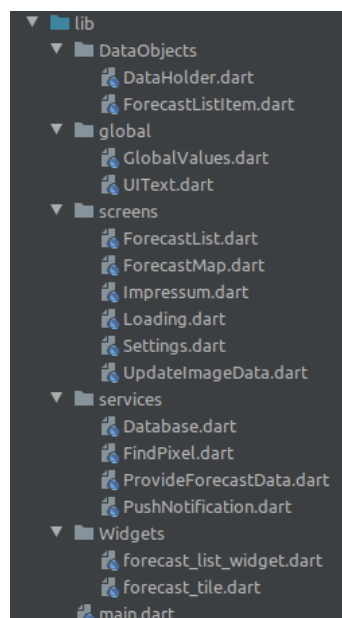 lib
DataObjects
DataHolder.dart
ForecastListItem.dart
global
GlobalValues.dart
UIText.dart
screens
ForecastList.dart
ForecastMap.dart
Impressum.dart
Loading.dart
Settings.dart
UpdateImageData.dart
services
Database.dart
FindPixel.dart
ProvideForecastData.dart
PushNotification.dart
Widgets
forecast_list_widget.dart
forecast_tile.dart
main.dart